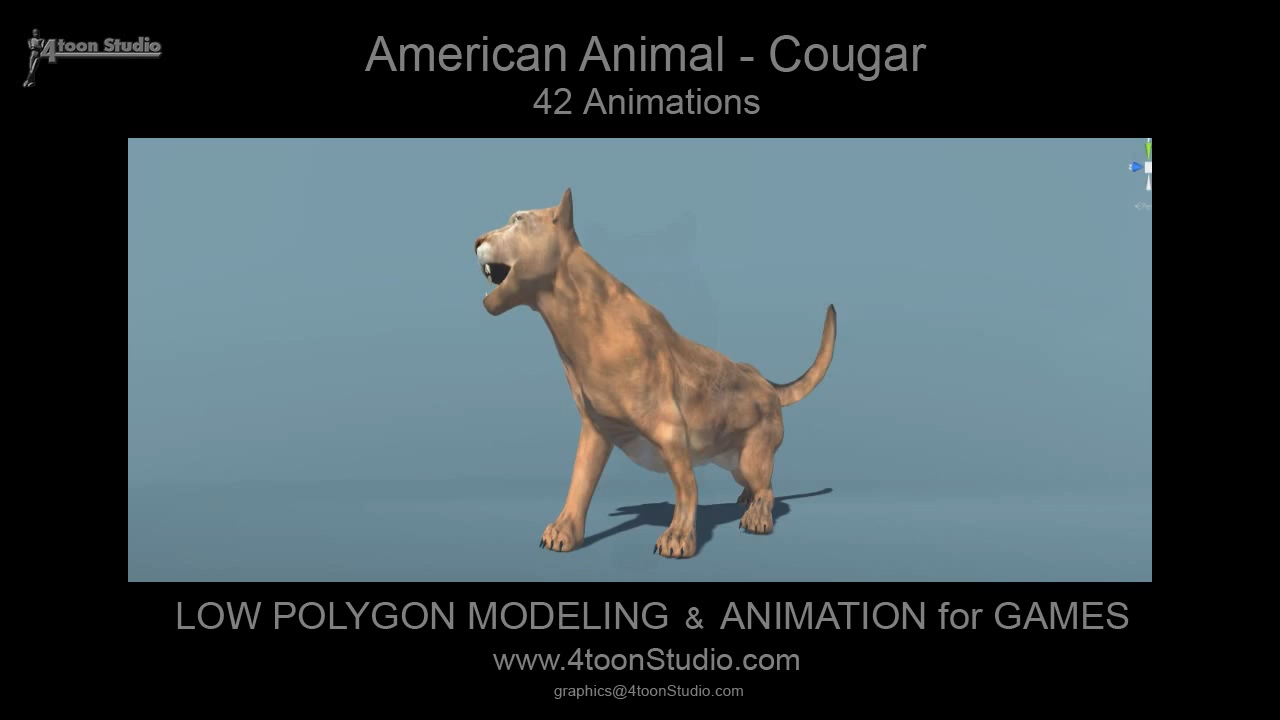 4toon Studio
American Animal - Cougar
42 Animations
LOW POLYGON MODELING & ANIMATION for GAMES
www.4toonStudio.com
graphics@4toonStudio.com